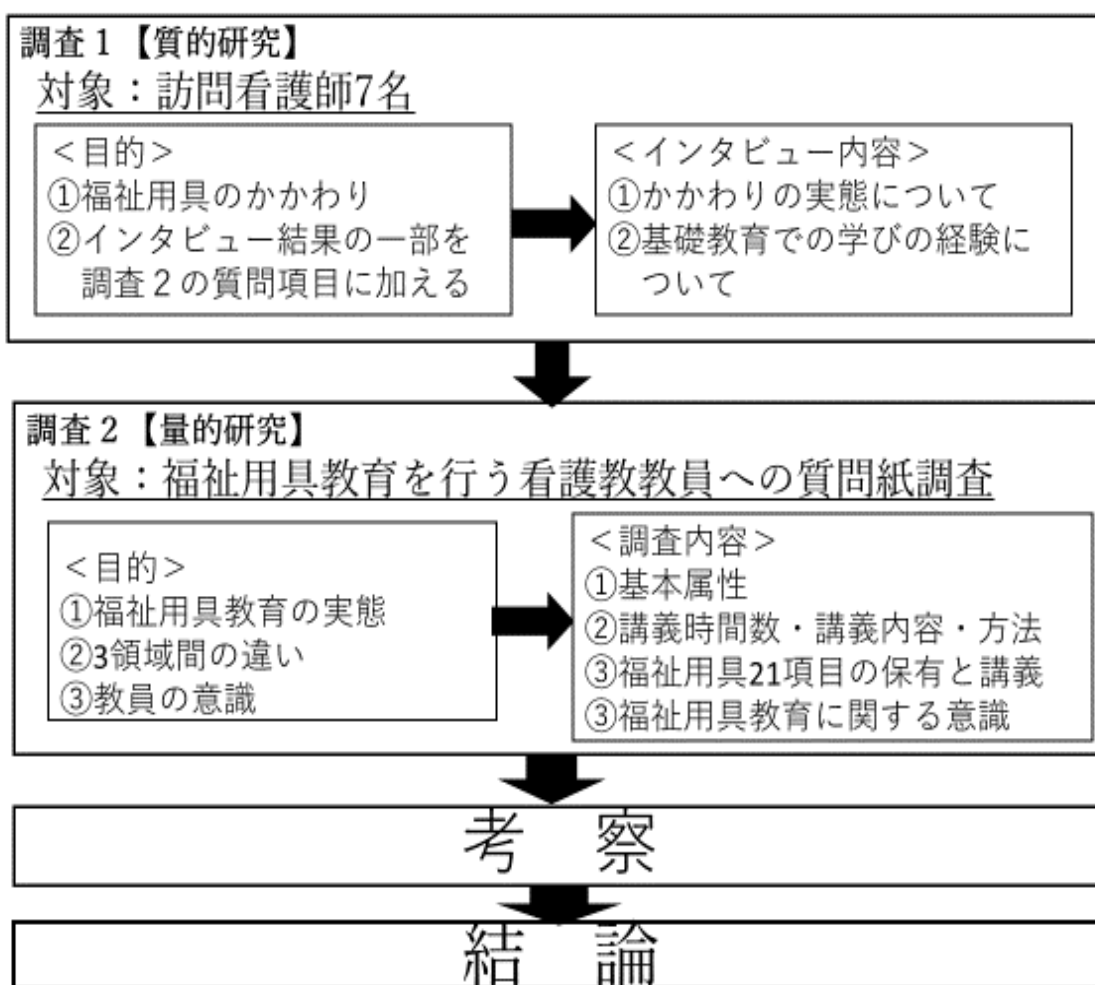 調査1【質的研究】
対象：訪問看護師7名
＜目的＞
①福祉用具のかかわり
②インタビュー結果の一部を
調査2の質問項目に加える
＜インタビュー内容＞
①かかわりの実態について
②基礎教育での学びの経験に
ついて
調査2【量的研究】
対象：福祉用具教育を行う看護教教員への質問紙調査
＜目的＞
①福祉用具教育の実態
②3領域間の違い
③教員の意識
＜調査内容＞
①基本属性
②講義時間数・講義内容・方法
③福祉用具21項目の保有と講義
③福祉用具教育に関する意識
考　察
結　論